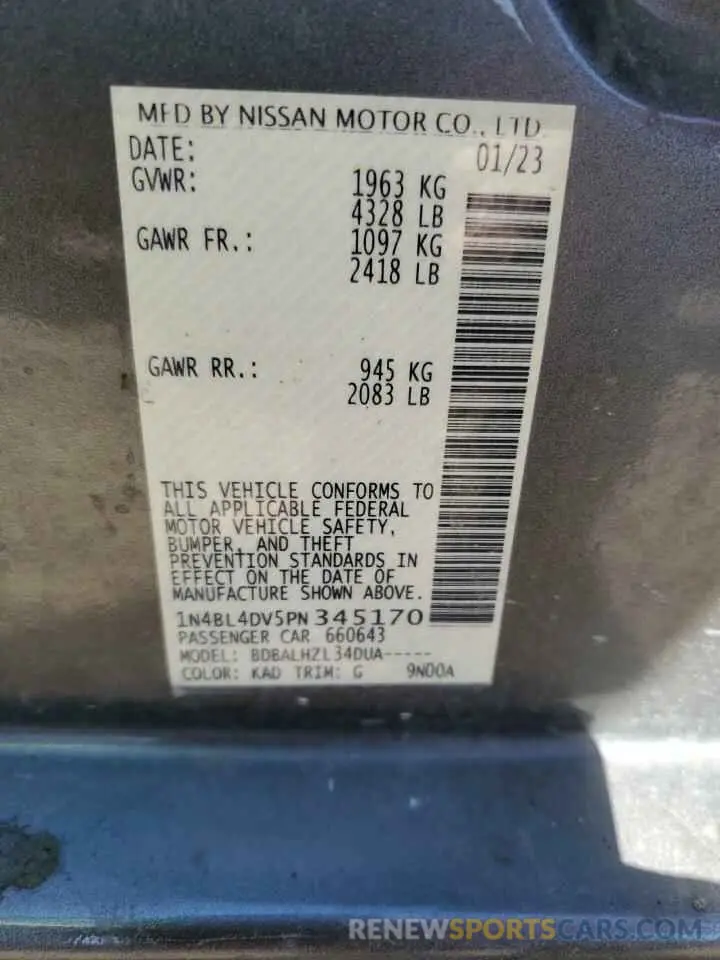 MFD BY NISSAN MOTOR CO., LTD.
DATE: 01/23
GVWR: 1963 KG
4328 LB
GAWR FR.: 1097 KG
2418 LB
GAWR RR.: 945 KG
2083 LB
THIS VEHICLE CONFORMS TO
ALL APPLICABLE FEDERAL
MOTOR VEHICLE SAFETY,
BUMPER, AND THEFT
PREVENTION STANDARDS IN
EFFECT ON THE DATE OF
MANUFACTURE SHOWN ABOVE.
1N4BL4DV5PN345170
PASSENGER CAR 660643
MODEL: BDBALHZL34DUA-----
COLOR: KAD TRIM: G 9N00A
RENEWSPORTSCARS.COM